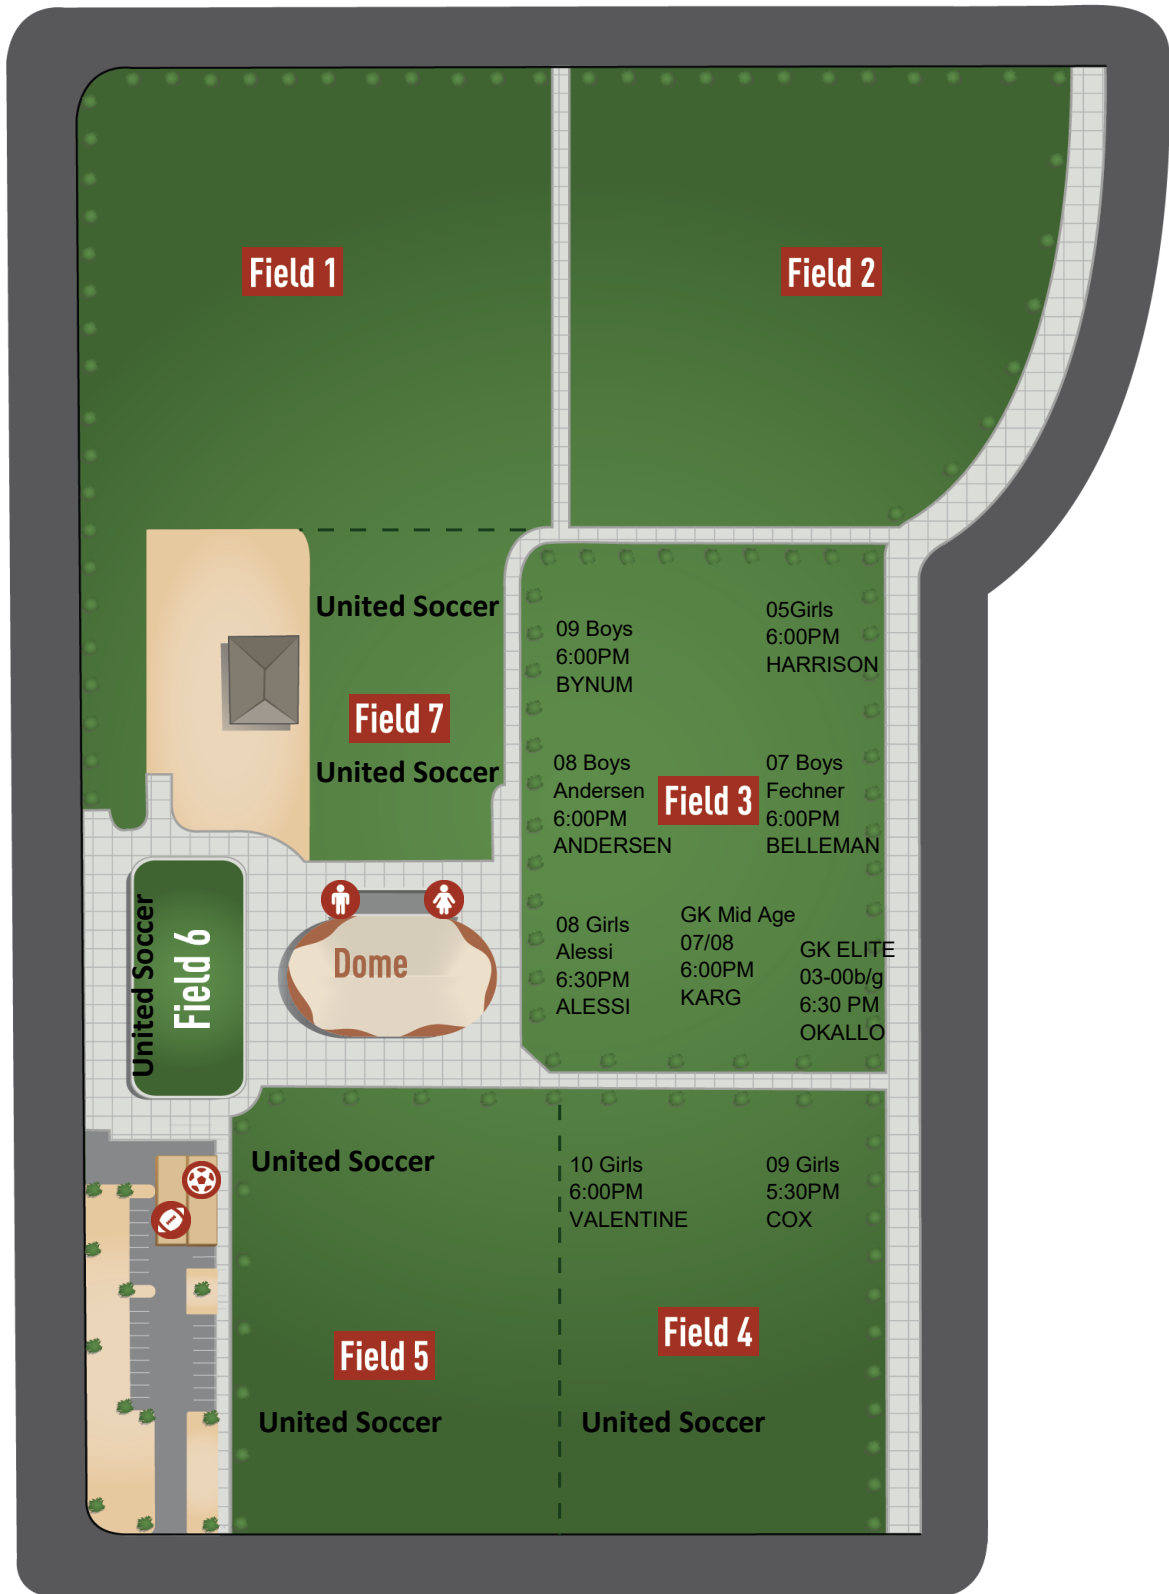 Field 1
Field 2
United Soccer
Field 7
United Soccer
09 Boys
6:00PM
BYNUM
05Girls
6:00PM
HARRISON
08 Boys
Andersen
6:00PM
ANDERSEN
Field 3
07 Boys
Fechner
6:00PM
BELLEMAN
08 Girls
Alessi
6:30PM
ALESSI
GK Mid Age
07/08
6:00PM
KARG
GK ELITE
03-00b/g
6:30 PM
OKALLO
United Soccer
Field 6
Dome
United Soccer
Field 5
United Soccer
10 Girls
6:00PM
VALENTINE
09 Girls
5:30PM
COX
Field 4
United Soccer